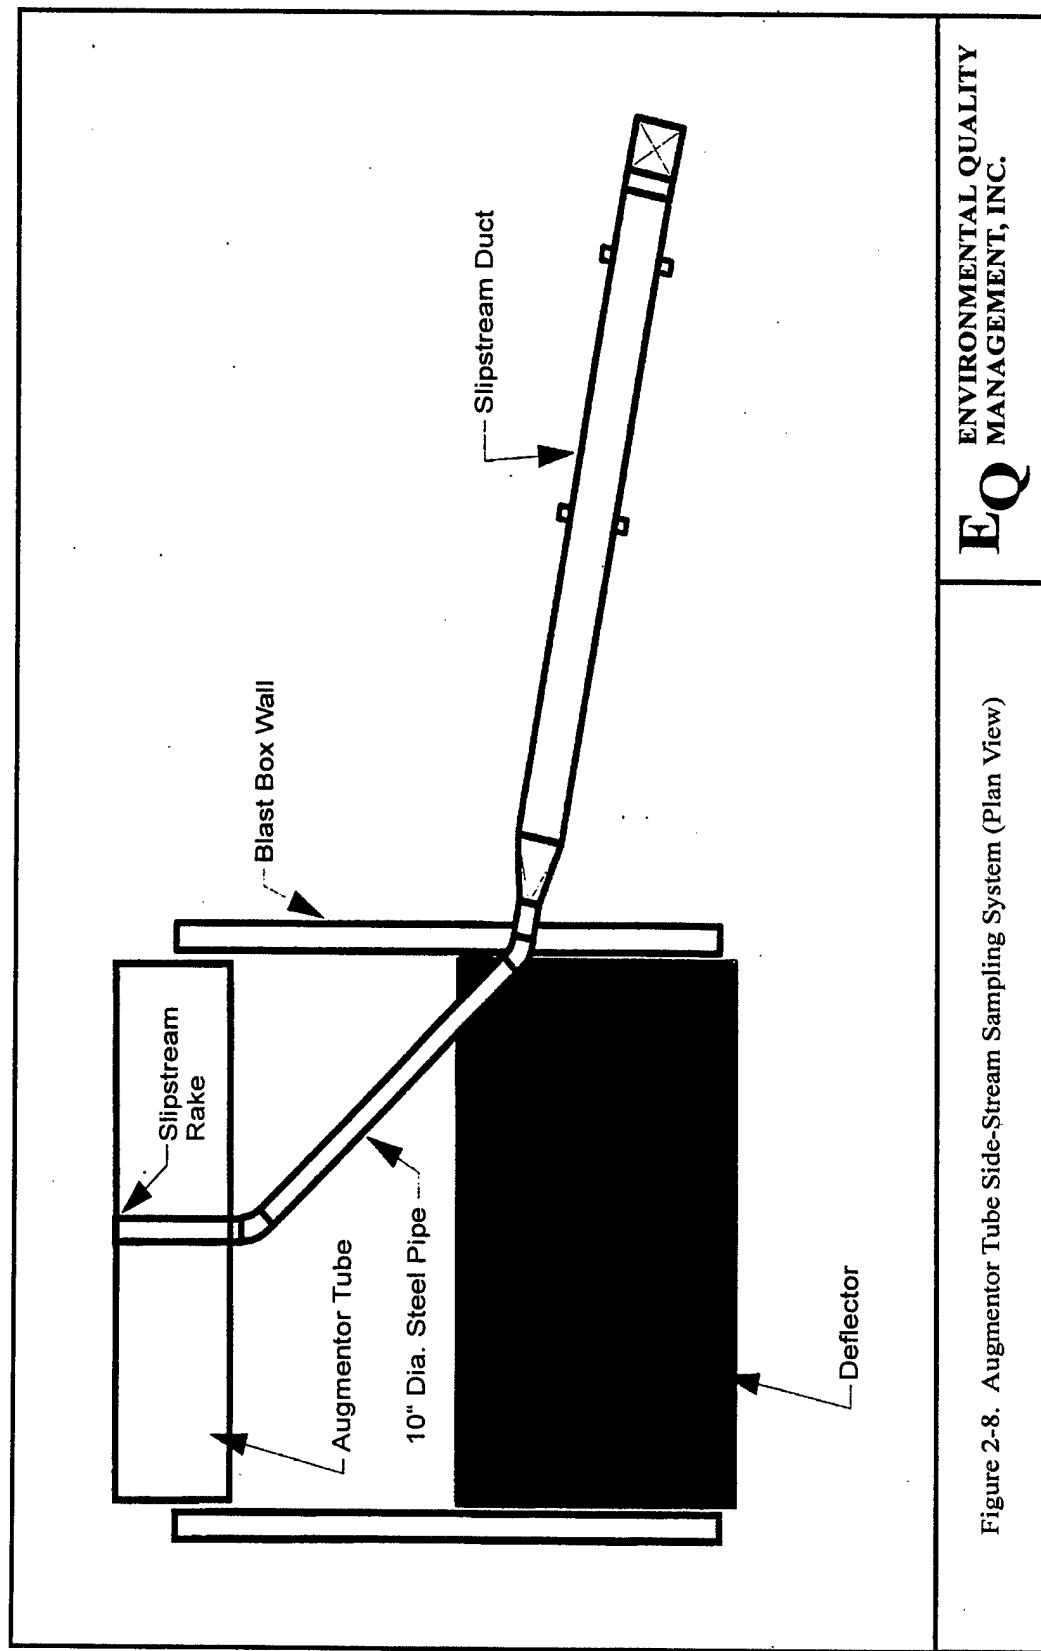 Slipstream
Rake
Augmentor Tube
10" Dia. Steel Pipe
Blast Box Wall
Slipstream Duct
Deflector
Figure 2-8. Augmentor Tube Side-Stream Sampling System (Plan View)
EQ
ENVIRONMENTAL QUALITY
MANAGEMENT, INC.